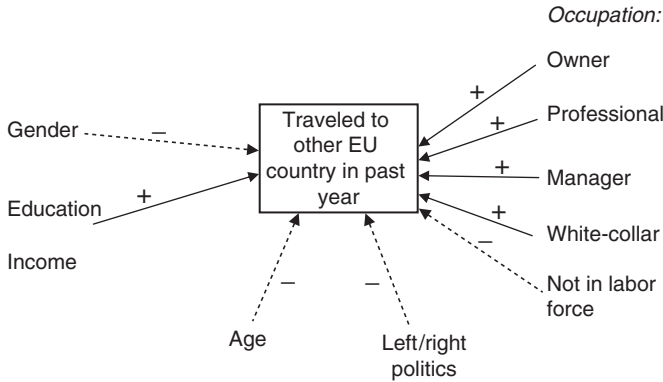 Occupation:
Owner
+
Professional
+
Gender
–
Traveled to
other EU
country in past
year
+
Manager
Education
+
+
White-collar
–
Income
Not in labor
force
–
–
Age
Left/right
politics